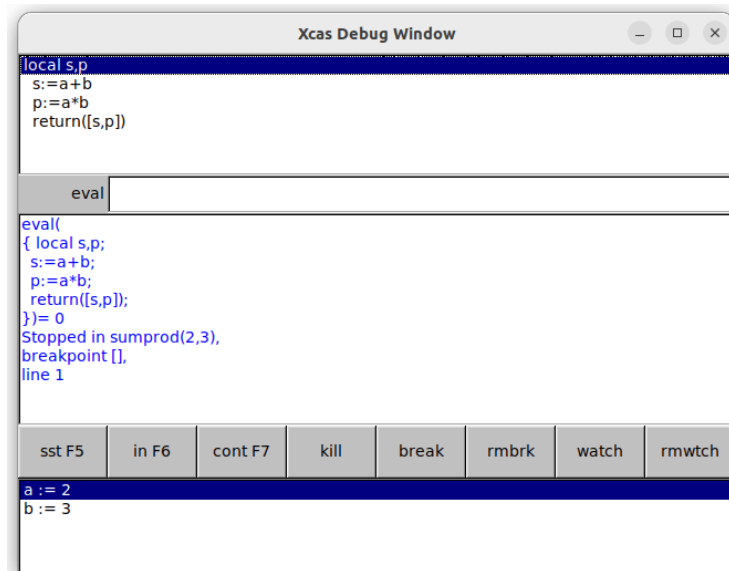 Xcas Debug Window
local s,p
s:=a+b
p:=a*b
return([s,p])
eval
eval(
{ local s,p;
s:=a+b;
p:=a*b;
return([s,p]);
})= 0
Stopped in sumprod(2,3),
breakpoint [],
line 1
sst F5 in F6 cont F7 kill break rmbrk watch rmwtch
a := 2
b := 3